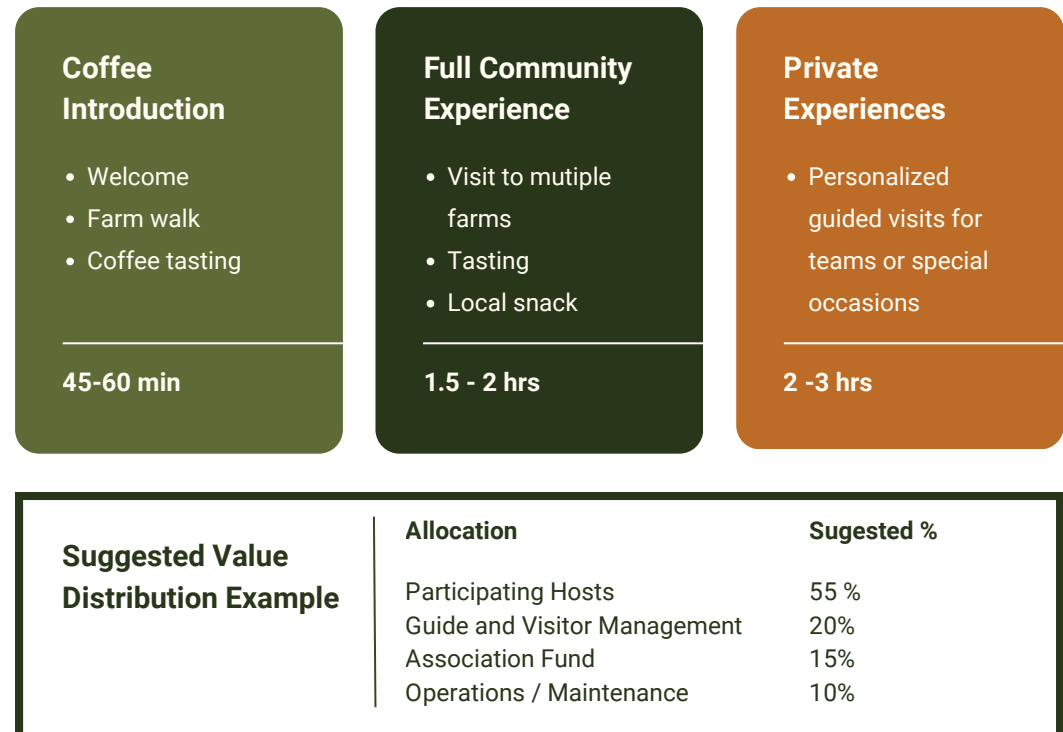 Coffee
Introduction
• Welcome
• Farm walk
• Coffee tasting
45-60 min
Full Community
Experience
• Visit to mutiple
farms
• Tasting
• Local snack
1.5 - 2 hrs
Private
Experiences
• Personalized
guided visits for
teams or special
occasions
2 -3 hrs
Suggested Value
Distribution Example
Allocation Sugested %
Participating Hosts 55 %
Guide and Visitor Management 20%
Association Fund 15%
Operations / Maintenance 10%